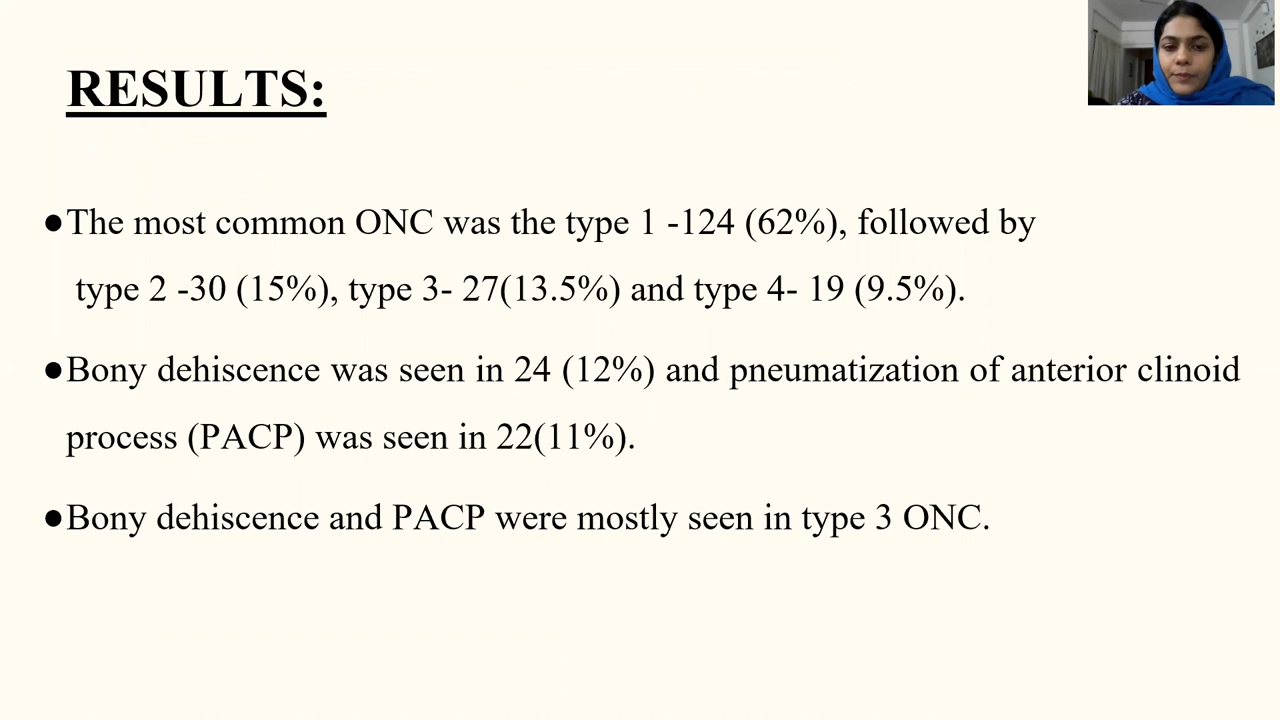 RESULTS:
●The most common ONC was the type 1 -124 (62%), followed by
type 2 -30 (15%), type 3- 27(13.5%) and type 4- 19 (9.5%).
●Bony dehiscence was seen in 24 (12%) and pneumatization of anterior clinoid
process (PACP) was seen in 22(11%).
●Bony dehiscence and PACP were mostly seen in type 3 ONC.